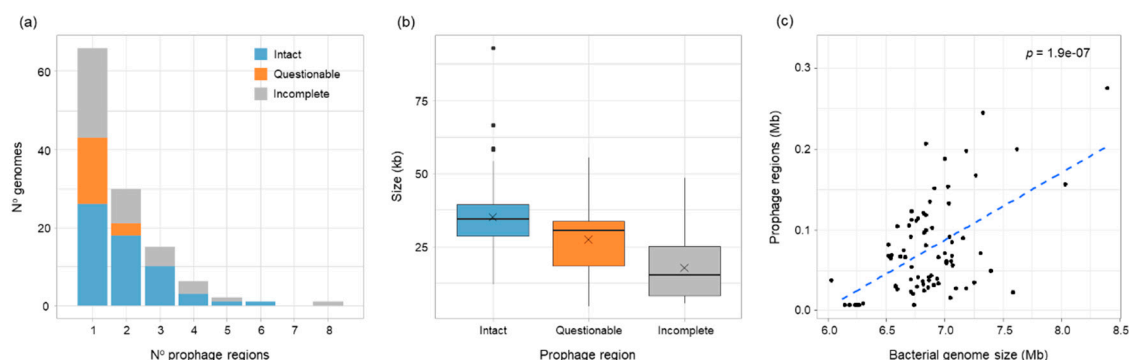 (a)
60
40
20
0
Nº genomes
Intact
Questionable
Incomplete
1 2 3 4 5 6 7 8
Nº prophage regions
(b)
75
50
25
Size (kb)
Intact Questionable Incomplete
Prophage region
(c)
p = 1.9e-07
0.3
0.2
0.1
0.0
Prophage regions (Mb)
6.0 6.5 7.0 7.5 8.0 8.5
Bacterial genome size (Mb)